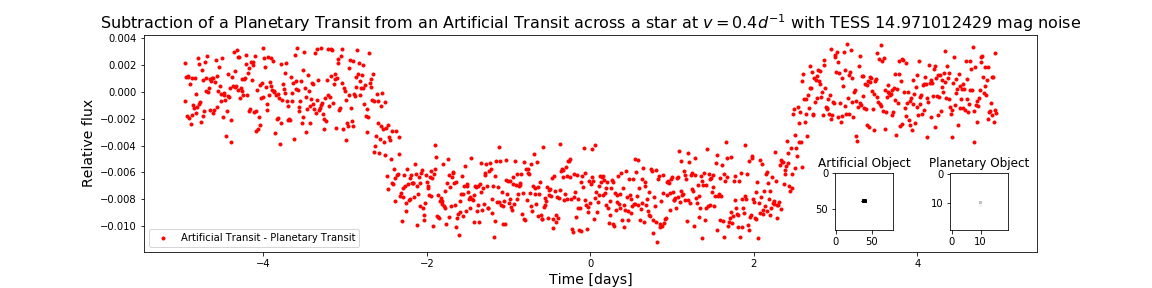 Subtraction of a Planetary Transit from an Artificial Transit across a star at v = 0.4d⁻¹ with TESS 14.971012429 mag noise
0.004
0.002
0.000
−0.002
−0.004
−0.006
−0.008
−0.010
Relative flux
Artificial Object
0
50
0 50
Planetary Object
0
10
0 10
Artificial Transit - Planetary Transit
−4 −2 0 2 4
Time [days]